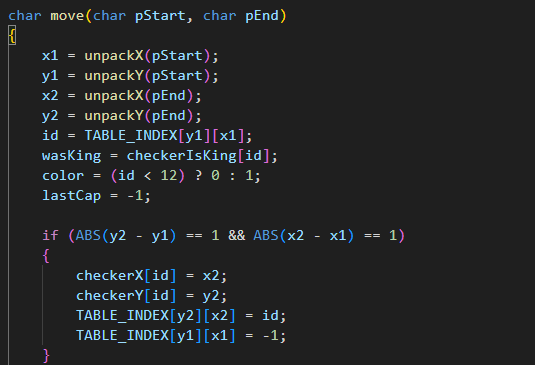 char move(char pStart, char pEnd)
{
    x1 = unpackX(pStart);
    y1 = unpackY(pStart);
    x2 = unpackX(pEnd);
    y2 = unpackY(pEnd);
    id = TABLE_INDEX[y1][x1];
    wasKing = checkerIsKing[id];
    color = (id < 12) ? 0 : 1;
    lastCap = -1;

    if (ABS(y2 - y1) == 1 && ABS(x2 - x1) == 1)
    {
        checkerX[id] = x2;
        checkerY[id] = y2;
        TABLE_INDEX[y2][x2] = id;
        TABLE_INDEX[y1][x1] = -1;
    }